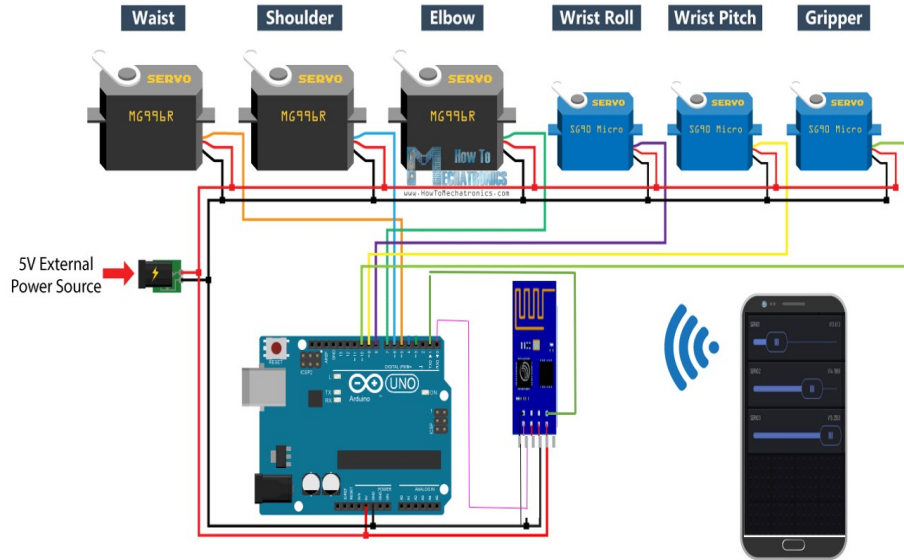 Waist
Shoulder
Elbow
Wrist Roll
Wrist Pitch
Gripper
SERVO
SERVO
SERVO
SERVO
SERVO
SERVO
MG996R
MG996R
MG996R
SG90 Micro
SG90 Micro
SG90 Micro
How To
MECHATRONICS
www.HowToMechatronics.com
5V External
Power Source
RESET
ICSP2
L
TX
RX
Arduino
UNO
ON
ICSP
POWER
ANALOG IN